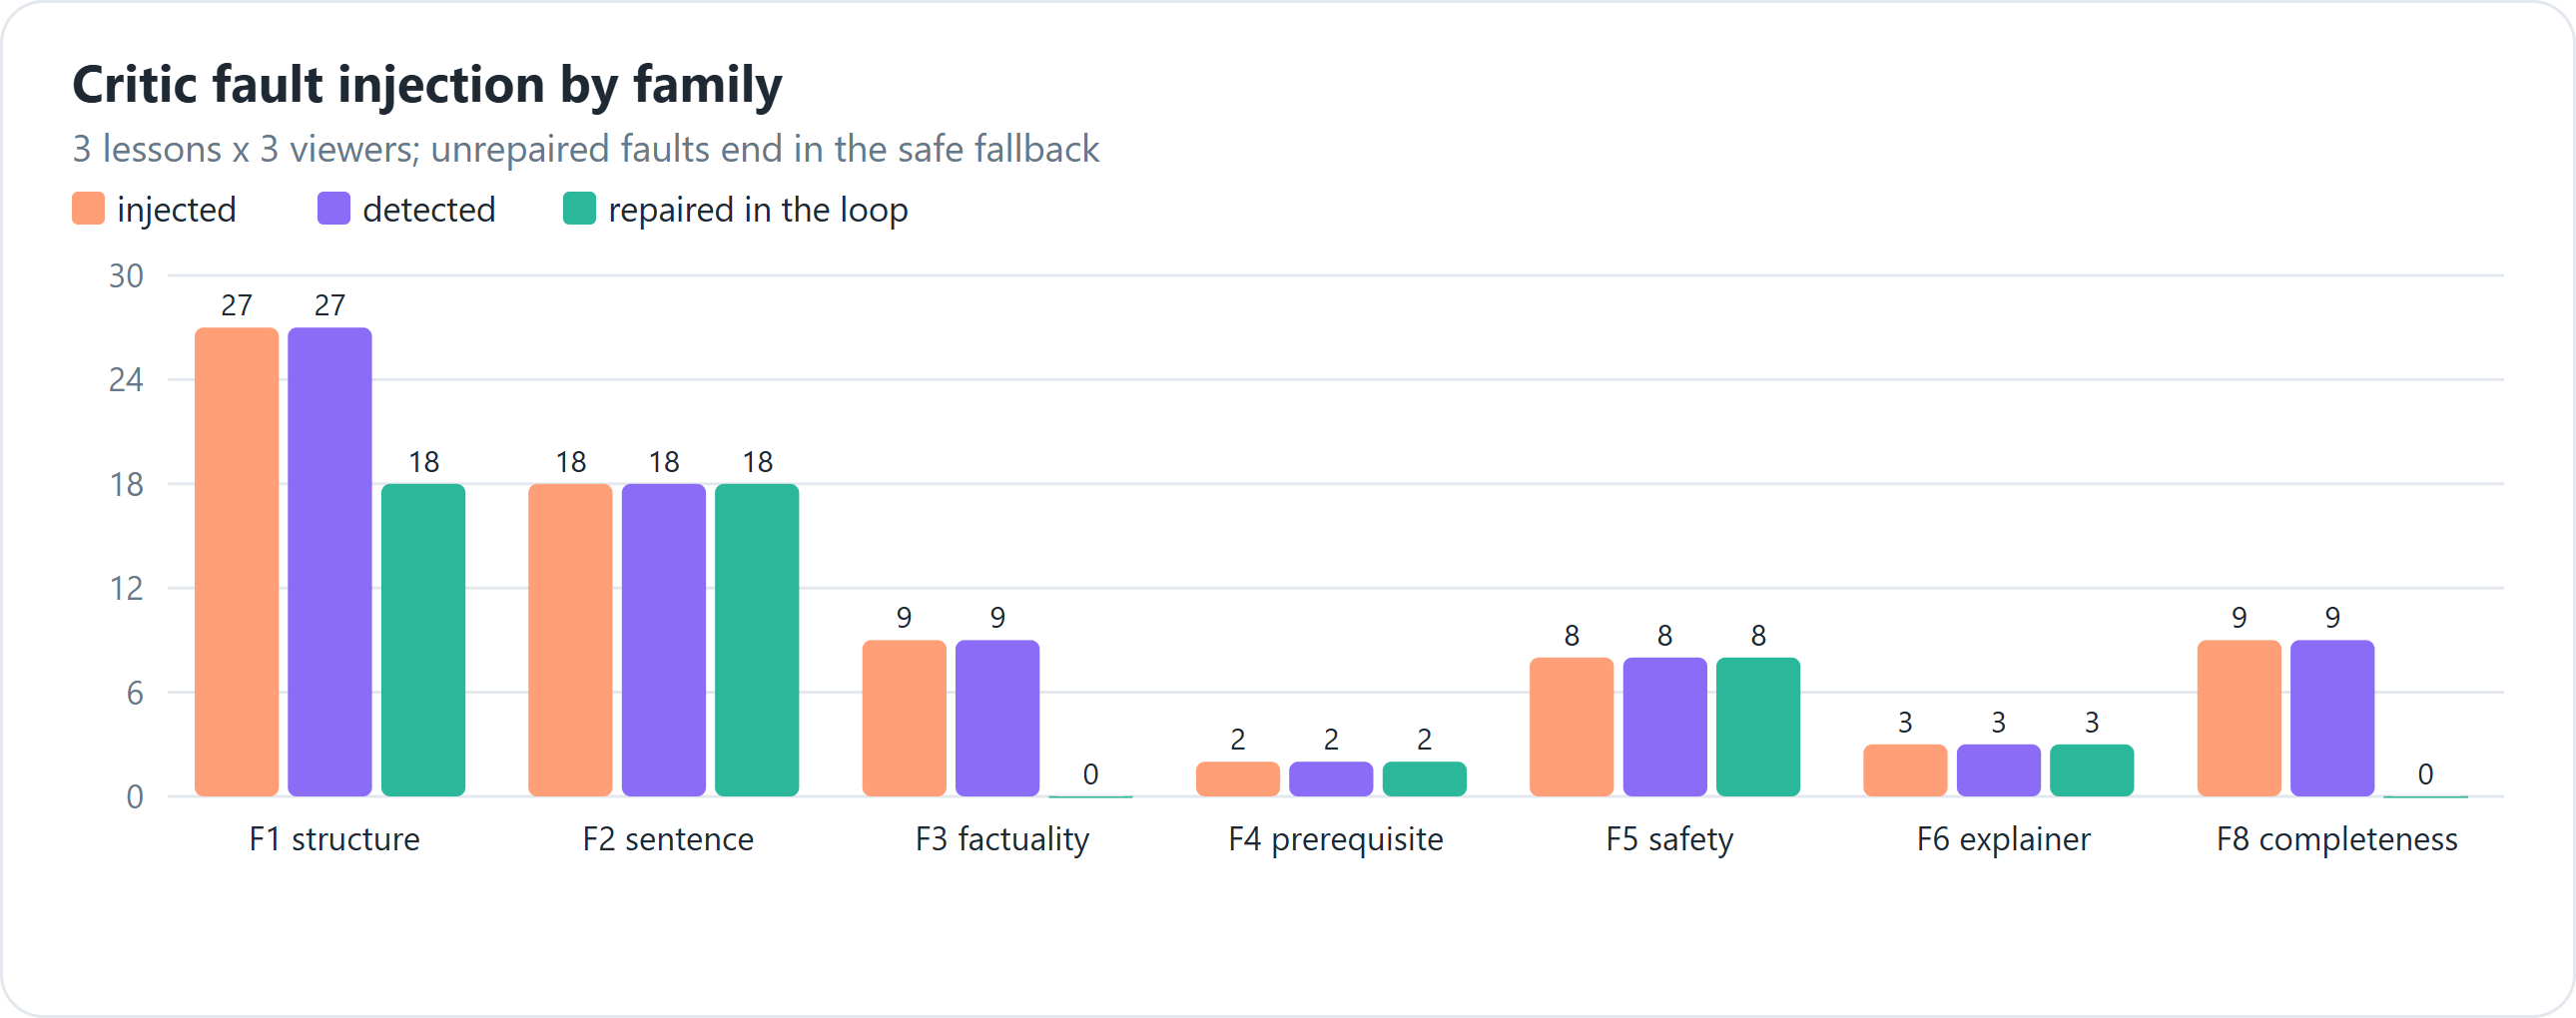 Critic fault injection by family
3 lessons x 3 viewers; unrepaired faults end in the safe fallback
injected detected repaired in the loop
30
27 27
24
18 18 18 18
18
12
9 9 9 9
8 8 8
6
3 3 3
2 2 2
0 0
0
F1 structure F2 sentence F3 factuality F4 prerequisite F5 safety F6 explainer F8 completeness